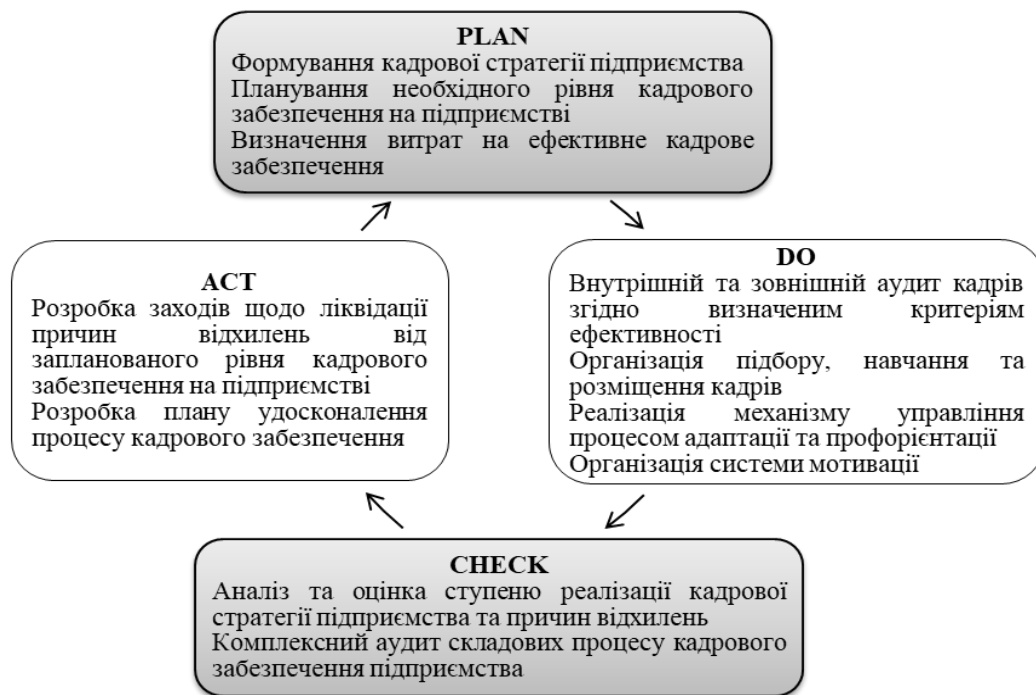 PLAN
Формування кадрової стратегії підприємства
Планування необхідного рівня кадрового
забезпечення на підприємстві
Визначення витрат на ефективне кадрове
забезпечення
DO
Внутрішній та зовнішній аудит кадрів
згідно визначеним критеріям
ефективності
Організація підбору, навчання та
розміщення кадрів
Реалізація механізму управління
процесом адаптації та профорієнтації
Організація системи мотивації
CHECK
Аналіз та оцінка ступеню реалізації кадрової
стратегії підприємства та причин відхилень
Комплексний аудит складових процесу кадрового
забезпечення підприємства
ACT
Розробка заходів щодо ліквідації
причин відхилень від
запланованого рівня кадрового
забезпечення на підприємстві
Розробка плану удосконалення
процесу кадрового забезпечення